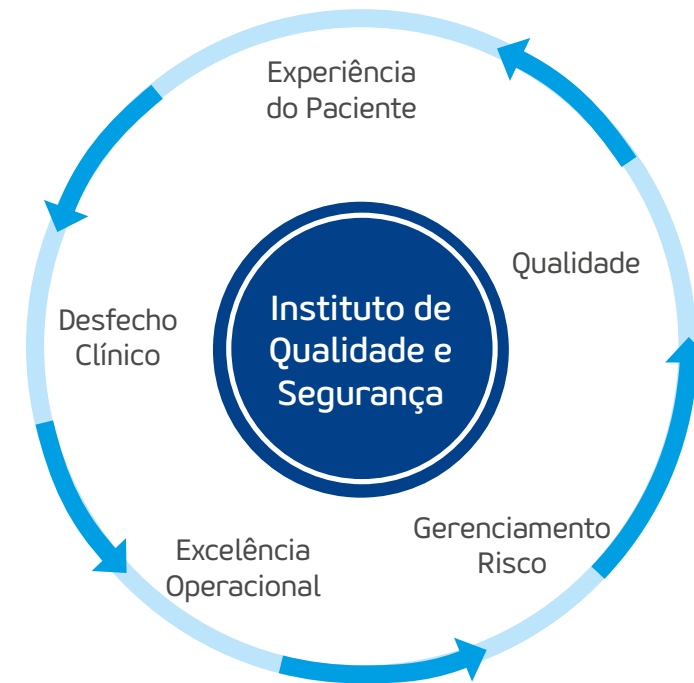 Experiência
do Paciente
Qualidade
Desfecho
Clínico
Instituto de
Qualidade e
Segurança
Gerenciamento
Risco
Excelência
Operacional